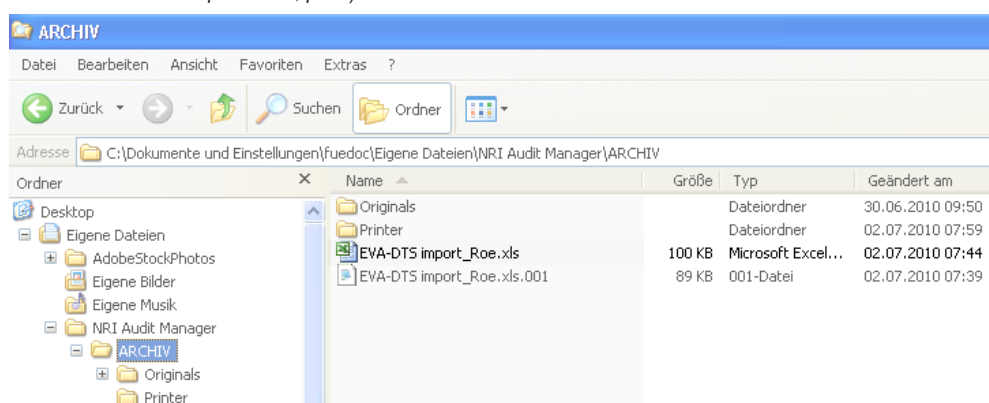 ARCHIV
Datei Bearbeiten Ansicht Favoriten Extras ?
Zurück Suchen Ordner
Adresse C:\Dokumente und Einstellungen\fuedoc\Eigene Dateien\NRI Audit Manager\ARCHIV
Ordner × Name Größe Typ Geändert am
Desktop
Eigene Dateien
AdobeStockPhotos
Eigene Bilder
Eigene Musik
NRI Audit Manager
ARCHIV
Originals
Printer
Originals Dateiordner 30.06.2010 09:50
Printer Dateiordner 02.07.2010 07:59
EVA-DTS import_Roe.xls 100 KB Microsoft Excel... 02.07.2010 07:44
EVA-DTS import_Roe.xls.001 89 KB 001-Datei 02.07.2010 07:39